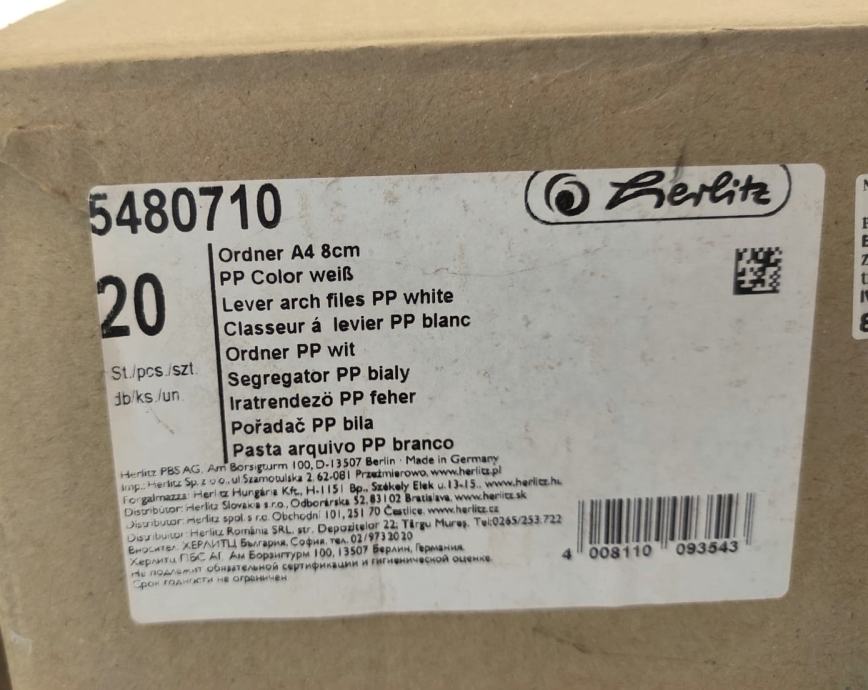 5480710
Herlitz
20
St./pcs./szt.
db/ks./un.
Ordner A4 8cm
PP Color weiß
Lever arch files PP white
Classeur á levier PP blanc
Ordner PP wit
Segregator PP bialy
Iratrendezö PP feher
Pořadač PP bila
Pasta arquivo PP branco
Herlitz PBS AG. Am Borsigturm 100, D-13507 Berlin · Made in Germany
Imp.: Herlitz Sp. z o.o., ul Szamotulska 2, 62-081 Przeźmierowo, www.herlitz.pl
Forgalmazza: Herlitz Hungária Kft., H-1151 Bp., Székely Elek u.13-15., www.herlitz.hu
Distribútor: Herlitz Slovakia s.r.o., Odborárska 52, 83102 Bratislava, www.herlitz.sk
Distributor: Herlitz spol. s r.o. Obchodní 101, 251 70 Čestlice, www.herlitz.cz
Distribuitor: Herlitz România SRL. str. Depozitelor 22; Târgu Mureş. Tel:0265/253.722
Вносител: ХЕРЛИТЦ България, София, тел. 02/973 20 20
Херлитц ПБС АГ. Ам Борзигтурм 100, 13507 Берлин, Германия.
Не подлежит обязательной сертификации и гигиенической оценке
Срок годности не ограничен
4 008110 093543